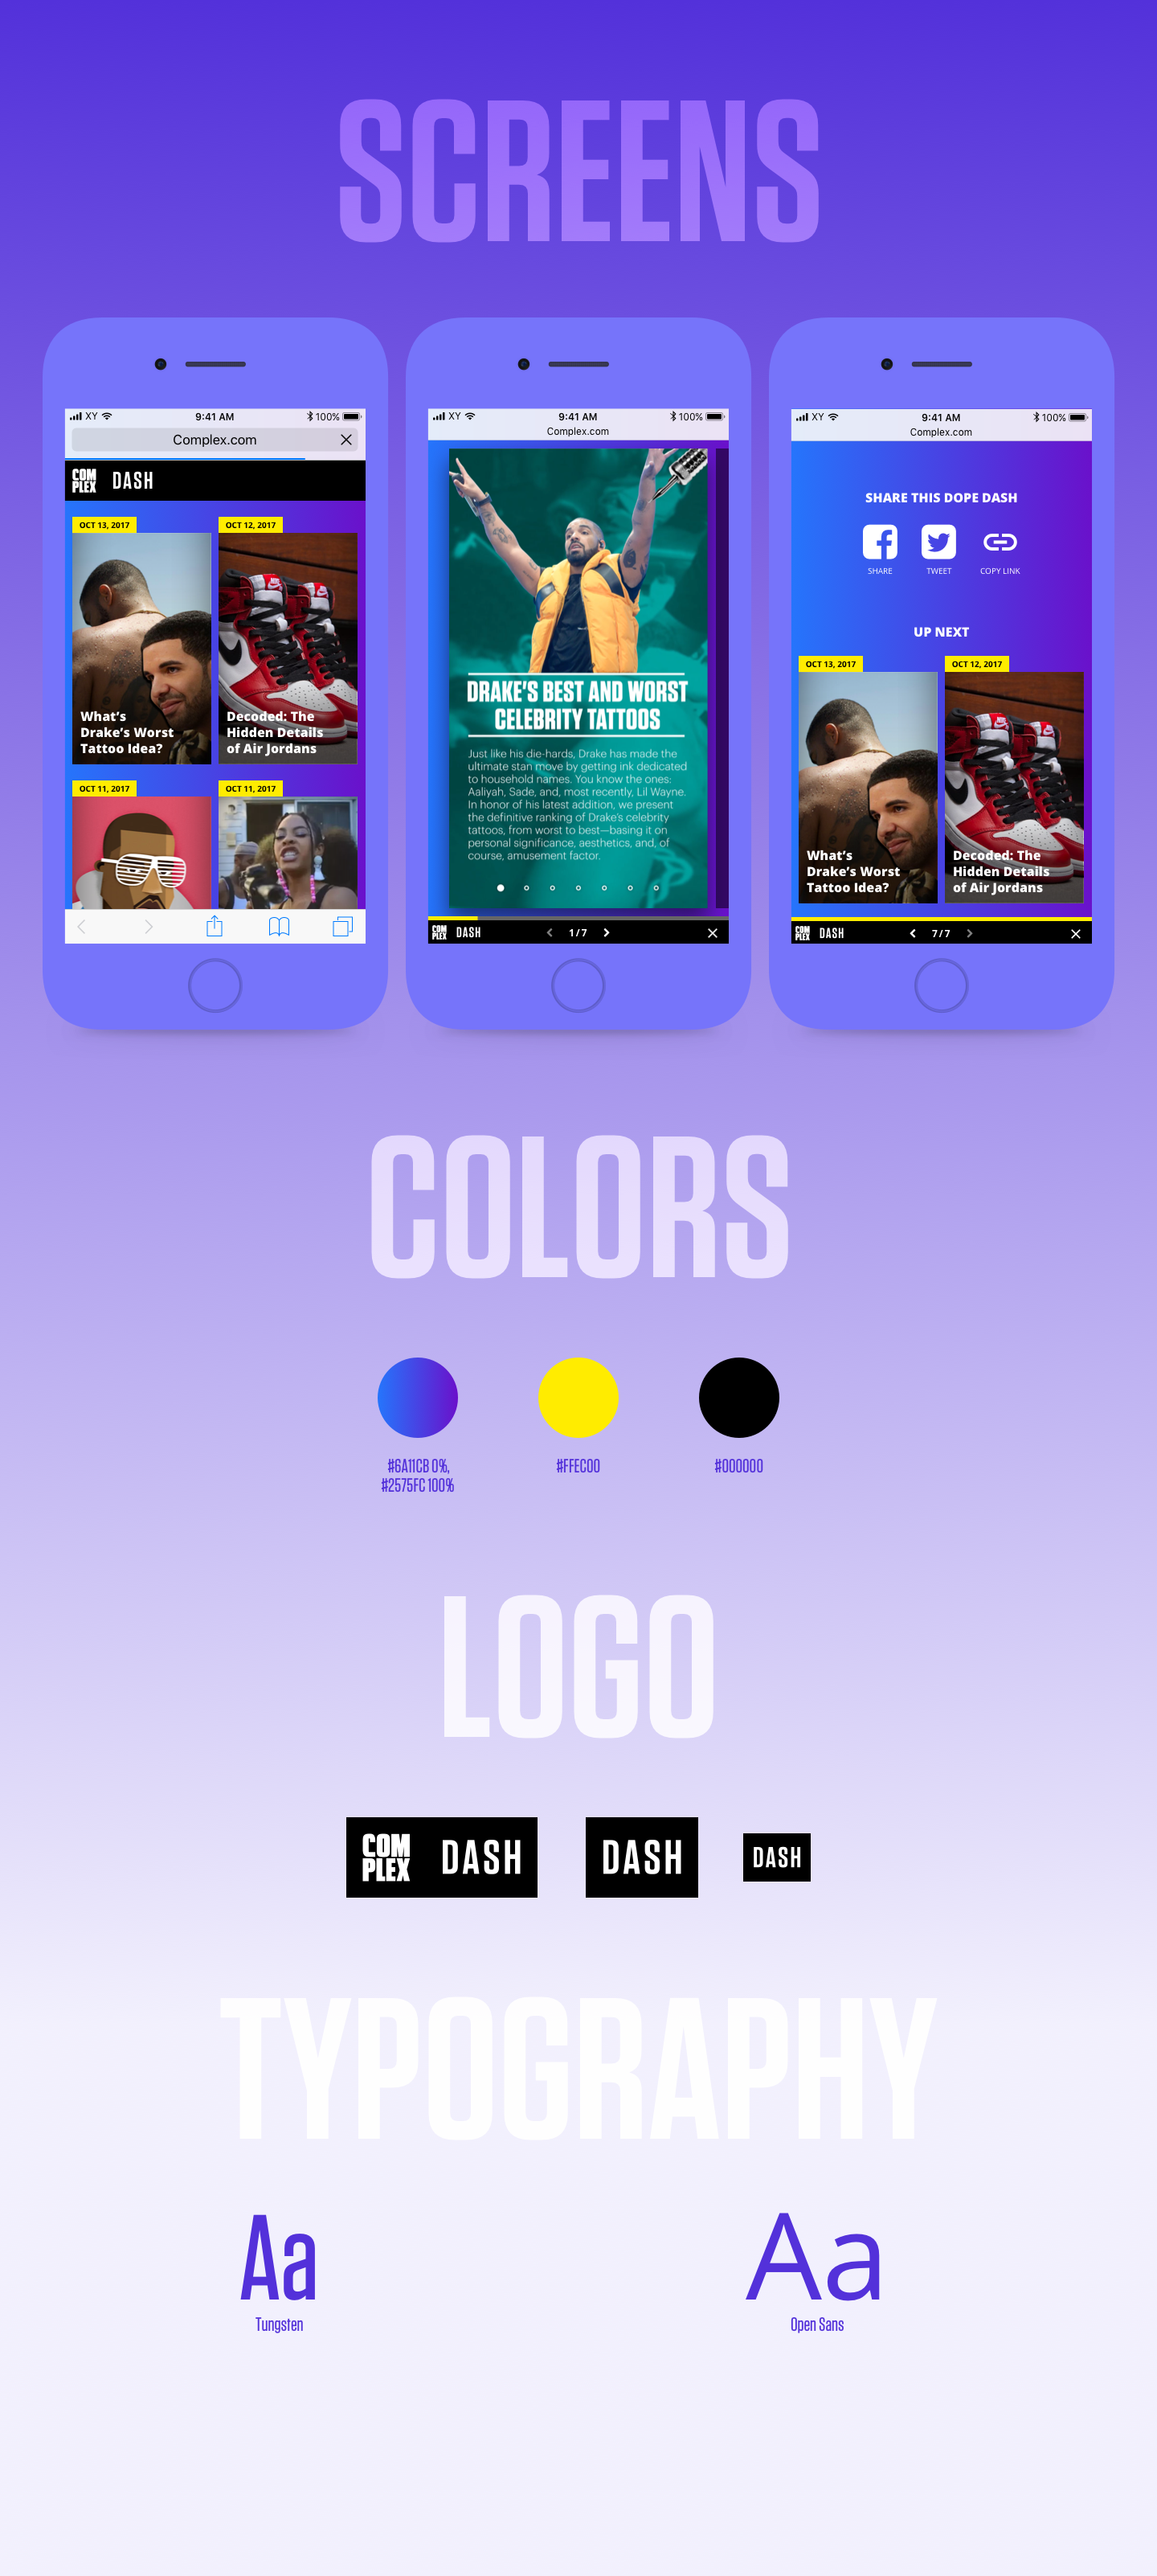 SCREENS
XY 9:41 AM 100%
Complex.com
COM
PLEX
DASH
OCT 13, 2017
OCT 12, 2017
What's
Drake's Worst
Tattoo Idea?
Decoded: The
Hidden Details
of Air Jordans
OCT 11, 2017
OCT 11, 2017
XY 9:41 AM 100%
Complex.com
DRAKE'S BEST AND WORST
CELEBRITY TATTOOS
Just like his die-hards, Drake has made the
ultimate stan move by getting ink dedicated
to household names. You know the ones:
Aaliyah, Sade, and, most recently, Lil Wayne.
In honor of his latest addition, we present
the definitive ranking of Drake's celebrity
tattoos, from worst to best—basing it on
personal significance, aesthetics, and, of
course, amusement factor.
COM
PLEX
DASH
1/7
XY 9:41 AM 100%
Complex.com
SHARE THIS DOPE DASH
SHARE
TWEET
COPY LINK
UP NEXT
OCT 13, 2017
OCT 12, 2017
What's
Drake's Worst
Tattoo Idea?
Decoded: The
Hidden Details
of Air Jordans
COM
PLEX
DASH
7/7
COLORS
#6A11CB 0%,
#2575FC 100%
#FFEC00
#000000
LOGO
COM
PLEX
DASH
DASH
DASH
TYPOGRAPHY
Aa
Tungsten
Aa
Open Sans